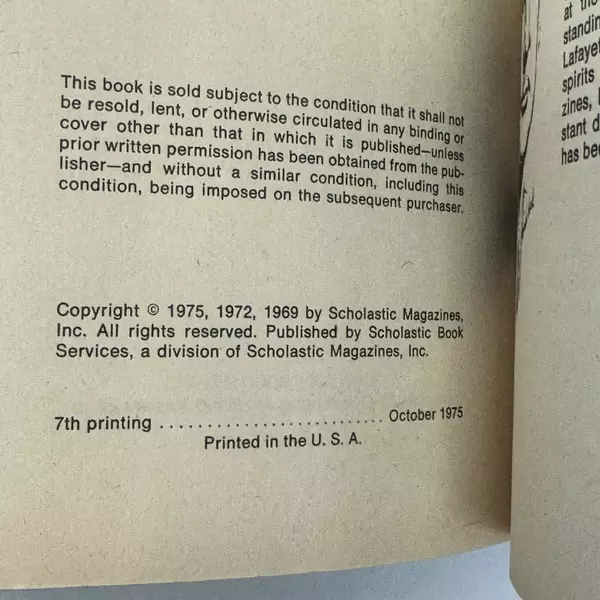 This book is sold subject to the condition that it shall not
be resold, lent, or otherwise circulated in any binding or
cover other than that in which it is published—unless
prior written permission has been obtained from the pub-
lisher—and without a similar condition, including this
condition, being imposed on the subsequent purchaser.
Copyright © 1975, 1972, 1969 by Scholastic Magazines,
Inc. All rights reserved. Published by Scholastic Book
Services, a division of Scholastic Magazines, Inc.
7th printing ........................... October 1975
Printed in the U. S. A.
at
standin
Lafayet
spirits
zines,
stant d
has bee